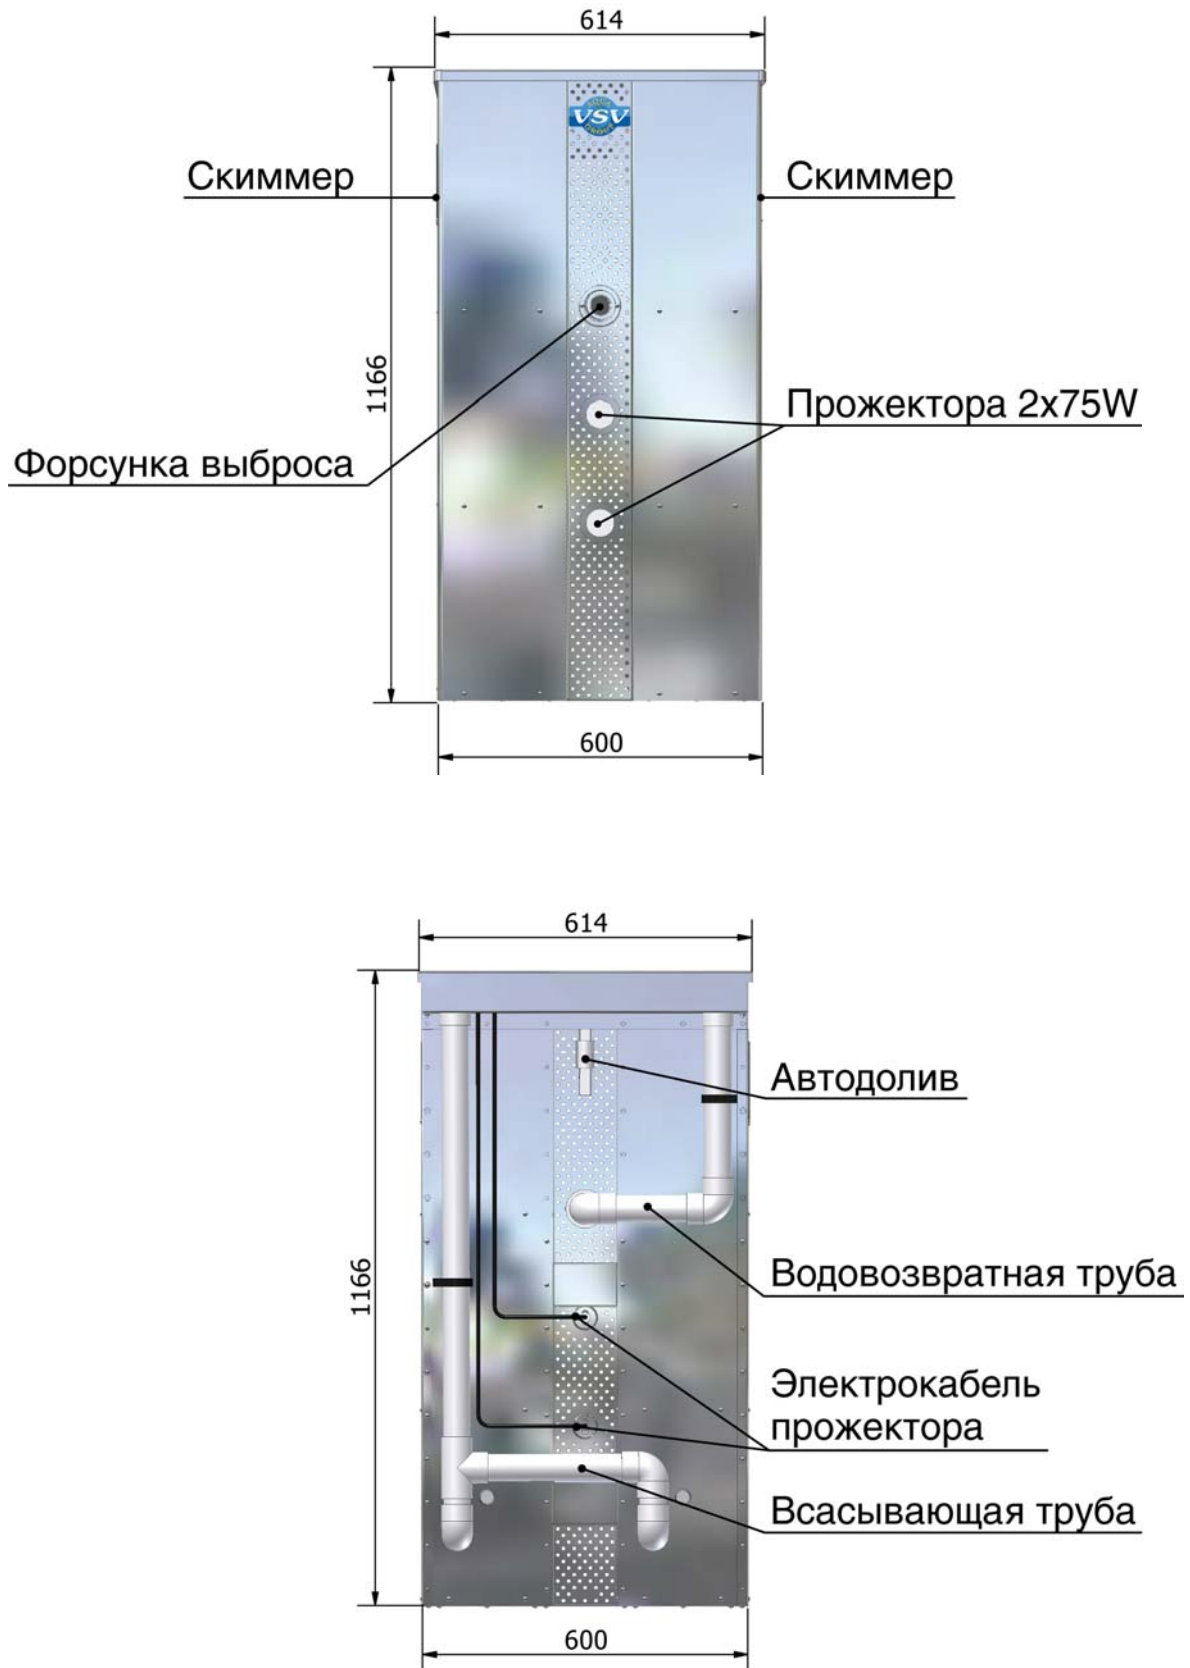 614
VSV
Скиммер
Скиммер
1166
Прожектора 2x75W
Форсунка выброса
600
614
Автодолив
Водовозвратная труба
1166
Электрокабель
прожектора
Всасывающая труба
600